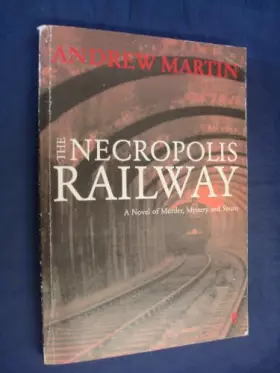 ANDREW MARTIN
THE
NECROPOLIS
RAILWAY
A Novel of Murder, Mystery and Steam